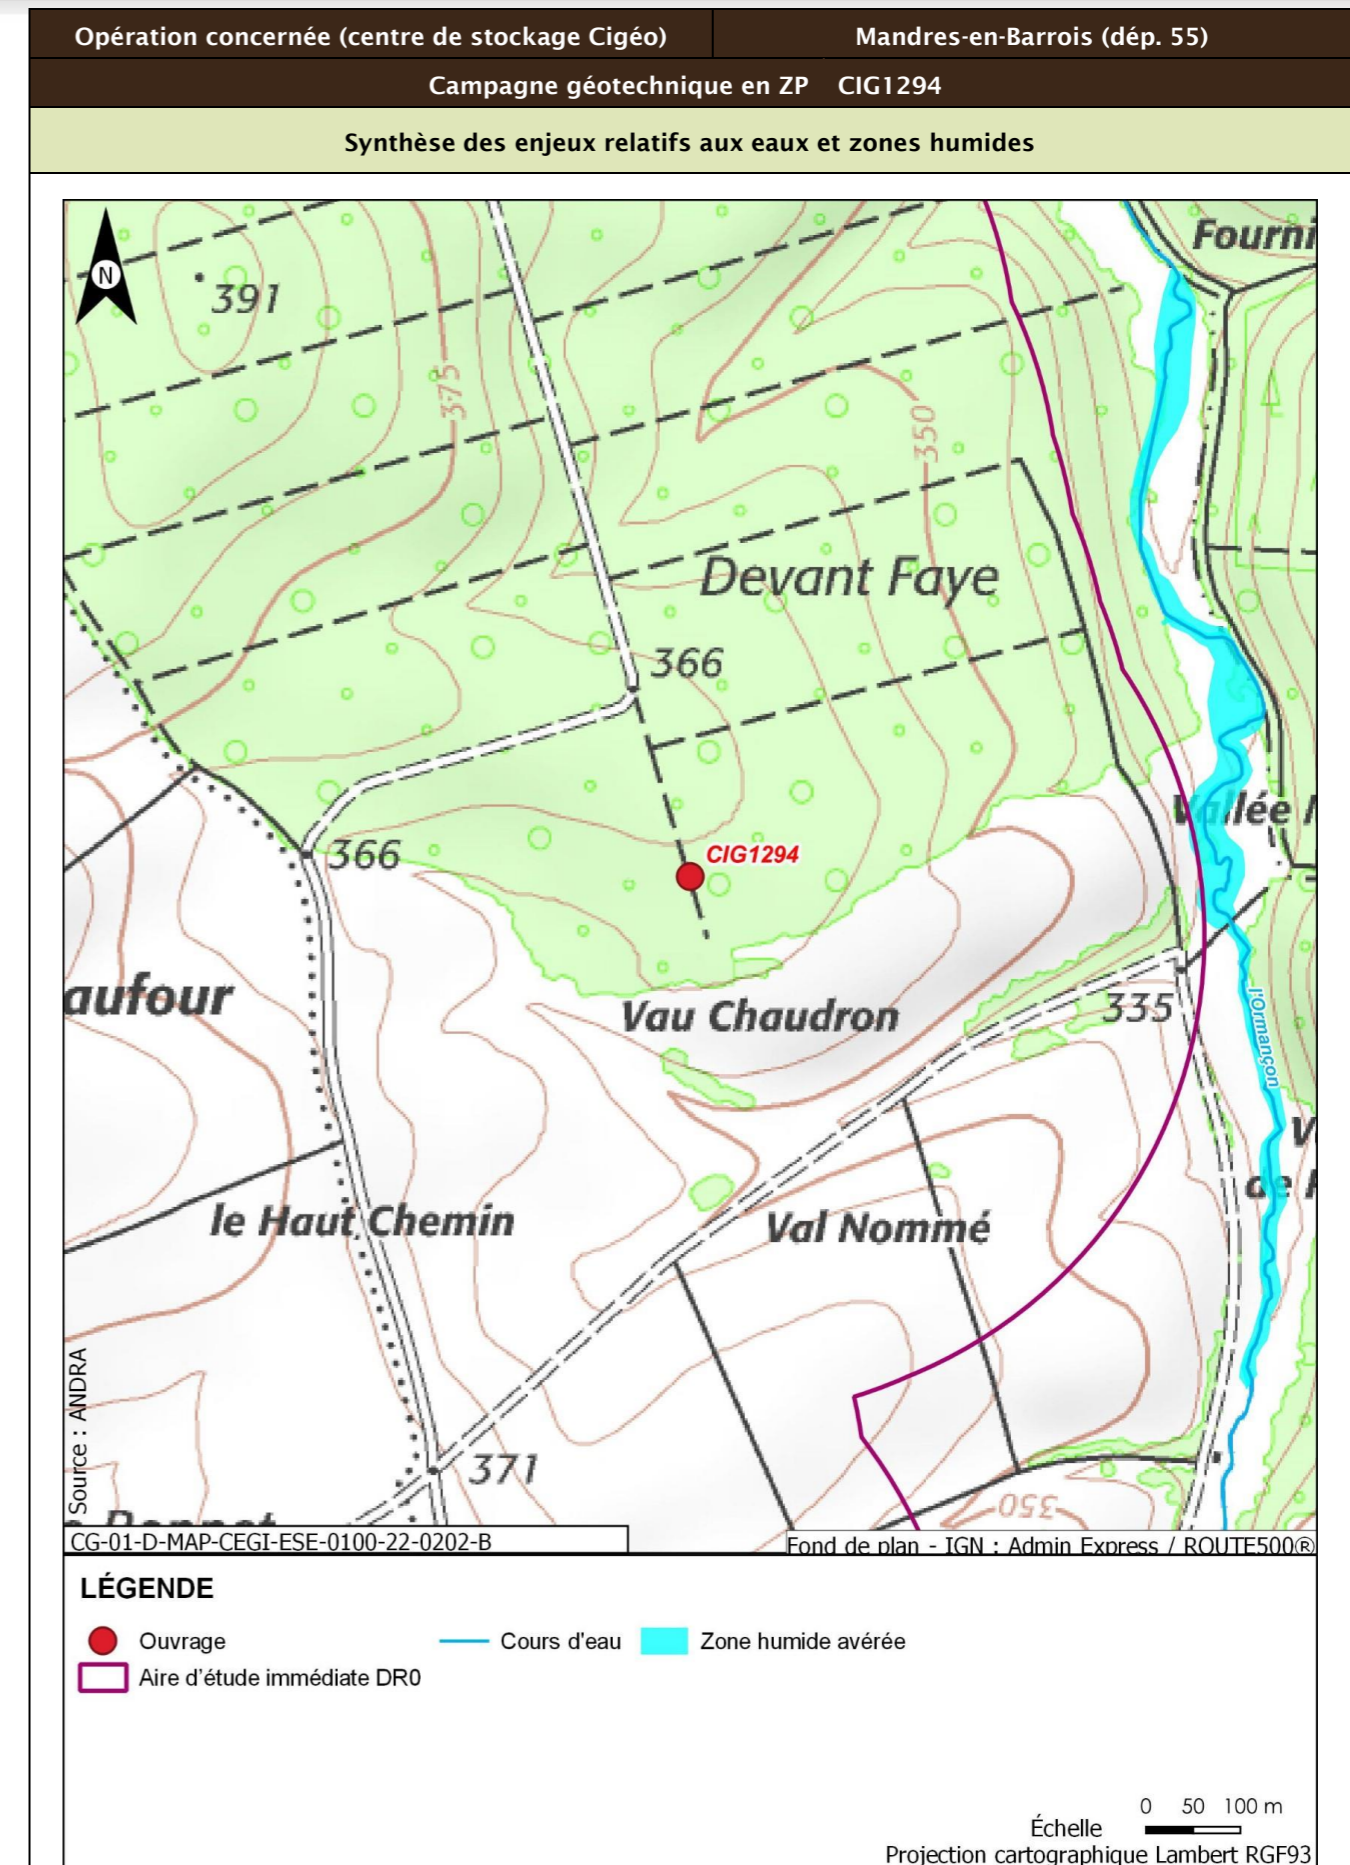 Opération concernée (centre de stockage Cigéo) Mandres-en-Barrois (dép. 55)
Campagne géotechnique en ZP CIG1294
Synthèse des enjeux relatifs aux eaux et zones humides
N
Fourni
391
375
350
Devant Faye
366
Vallée
CIG1294
366
aufour
Vau Chaudron
335
l'Ormançon
V
de
le Haut Chemin
Val Nommé
371
350
Source : ANDRA
CG-01-D-MAP-CEGI-ESE-0100-22-0202-B
Fond de plan - IGN : Admin Express / ROUTE500®
LÉGENDE
Ouvrage
Cours d'eau
Zone humide avérée
Aire d'étude immédiate DR0
0 50 100 m
Échelle
Projection cartographique Lambert RGF93